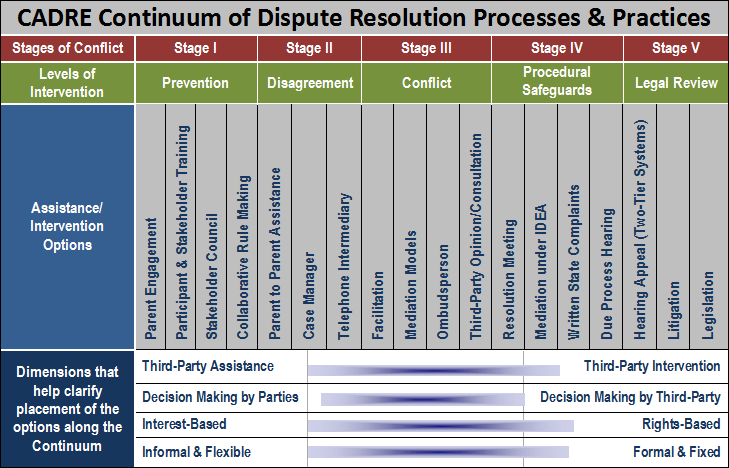 CADRE Continuum of Dispute Resolution Processes & Practices
Stages of Conflict
Stage I
Stage II
Stage III
Stage IV
Stage V
Levels of
Intervention
Prevention
Disagreement
Conflict
Procedural
Safeguards
Legal Review
Assistance/
Intervention
Options
Parent Engagement
Participant & Stakeholder Training
Stakeholder Council
Collaborative Rule Making
Parent to Parent Assistance
Case Manager
Telephone Intermediary
Facilitation
Mediation Models
Ombudsperson
Third-Party Opinion/Consultation
Resolution Meeting
Mediation under IDEA
Written State Complaints
Due Process Hearing
Hearing Appeal (Two-Tier Systems)
Litigation
Legislation
Dimensions that
help clarify
placement of the
options along the
Continuum
Third-Party Assistance
Third-Party Intervention
Decision Making by Parties
Decision Making by Third-Party
Interest-Based
Rights-Based
Informal & Flexible
Formal & Fixed